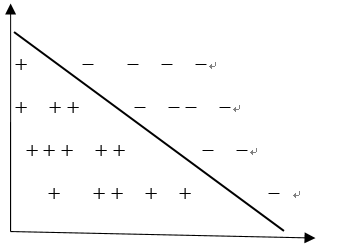 + − − − −↵
+ ++ − −− −↵
+++ ++ − −↵
+ ++ + + − ↵